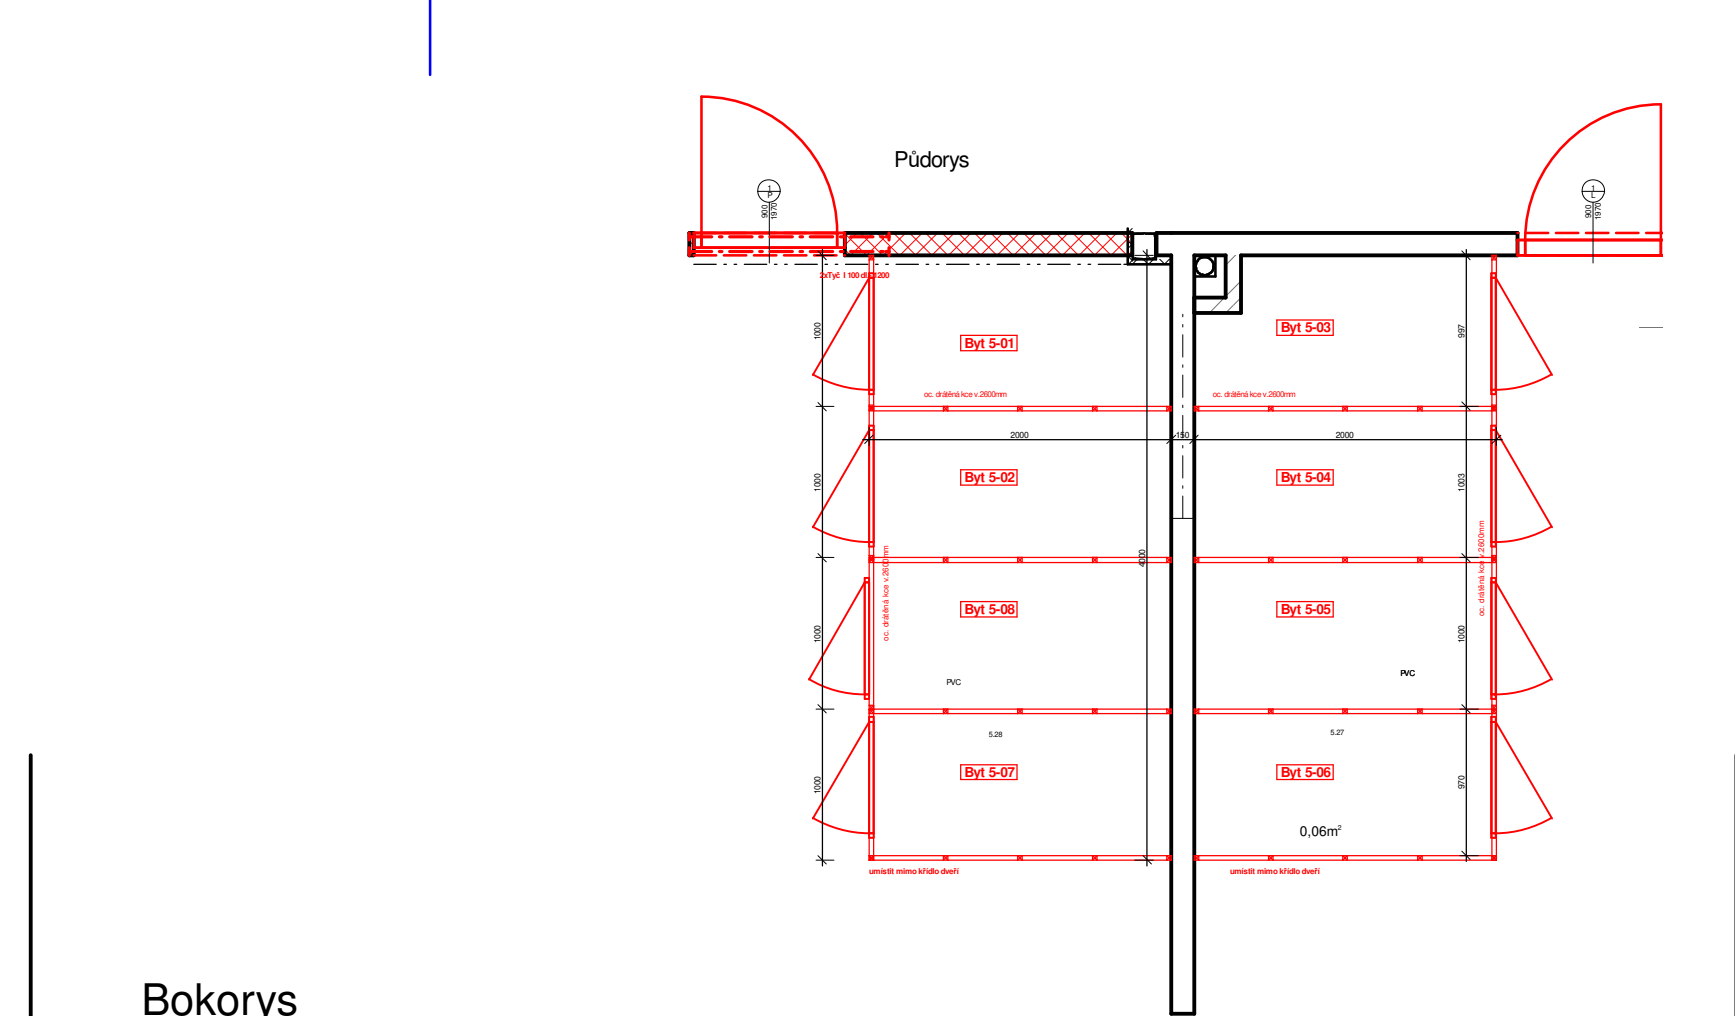 Půdorys
1
P
900
1970
1
L
900
1970
2xTyč I 100 dl. 1200
1000
Byt 5-01
Byt 5-03
997
oc. drátěná kce v.2600mm
oc. drátěná kce v.2600mm
2000
150
2000
1000
Byt 5-02
Byt 5-04
1003
4000
oc. drátěná kce v.2600mm
oc. drátěná kce v.2600mm
1000
Byt 5-08
Byt 5-05
1000
PVC
PVC
5.28
5.27
1000
Byt 5-07
Byt 5-06
970
0,06m²
umístit mimo křídlo dveří
umístit mimo křídlo dveří
Bokorys